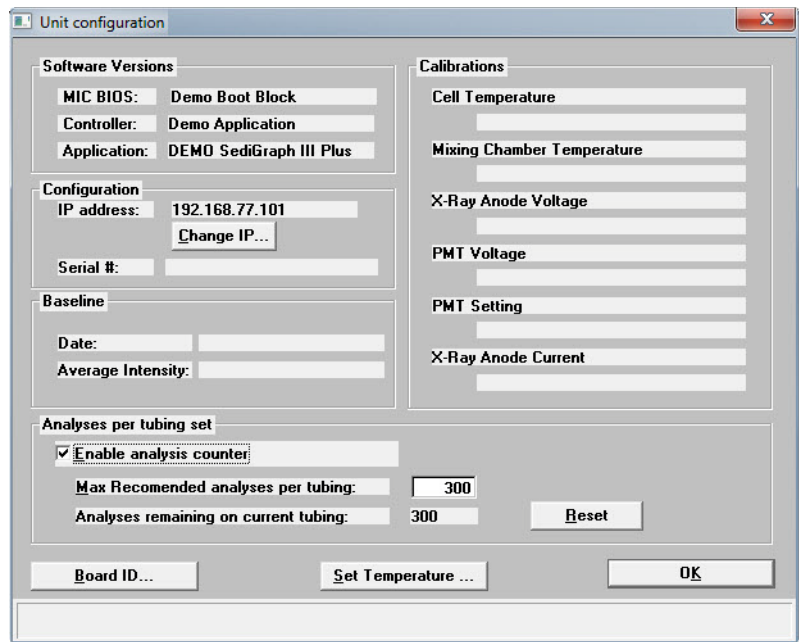 Unit configuration
Software Versions
MIC BIOS: Demo Boot Block
Controller: Demo Application
Application: DEMO SediGraph III Plus
Configuration
IP address: 192.168.77.101
Change IP...
Serial #:
Baseline
Date:
Average Intensity:
Calibrations
Cell Temperature
Mixing Chamber Temperature
X-Ray Anode Voltage
PMT Voltage
PMT Setting
X-Ray Anode Current
Analyses per tubing set
Enable analysis counter
Max Recomended analyses per tubing: 300
Analyses remaining on current tubing: 300 Reset
Board ID... Set Temperature ... OK